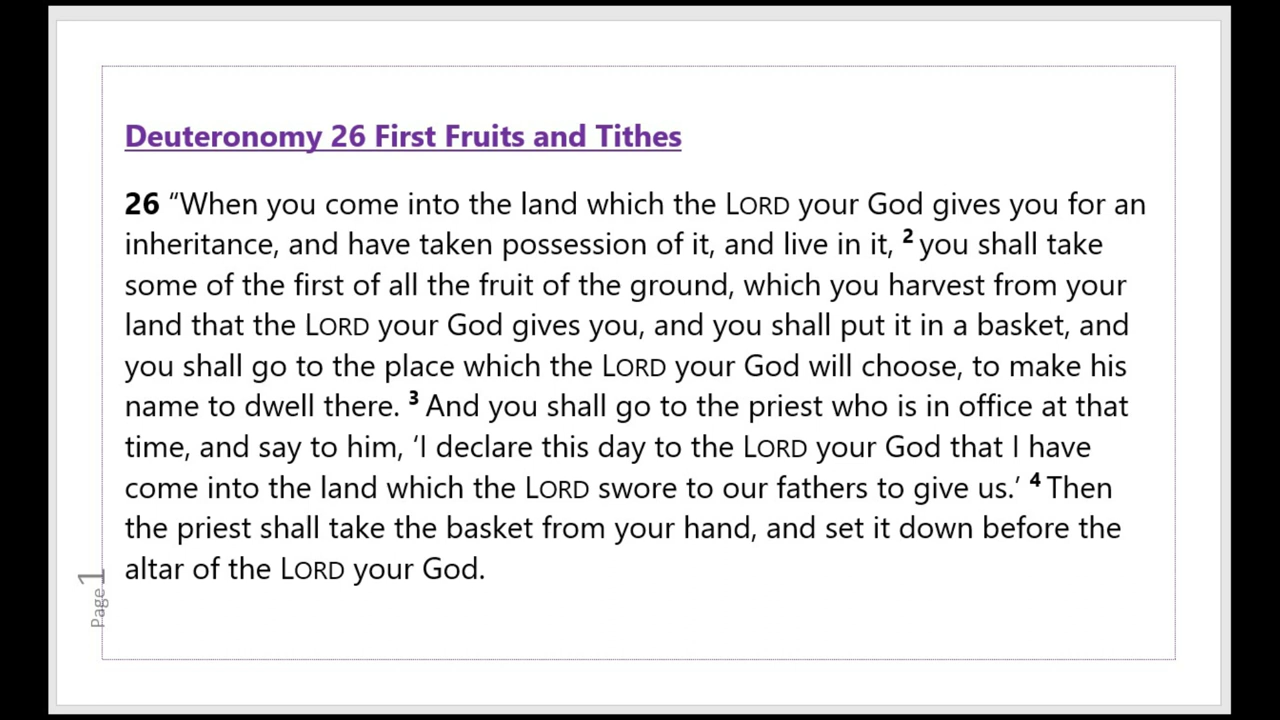 Deuteronomy 26 First Fruits and Tithes
26 “When you come into the land which the LORD your God gives you for an
inheritance, and have taken possession of it, and live in it, 2 you shall take
some of the first of all the fruit of the ground, which you harvest from your
land that the LORD your God gives you, and you shall put it in a basket, and
you shall go to the place which the LORD your God will choose, to make his
name to dwell there. 3 And you shall go to the priest who is in office at that
time, and say to him, ‘I declare this day to the LORD your God that I have
come into the land which the LORD swore to our fathers to give us.’ 4 Then
the priest shall take the basket from your hand, and set it down before the
altar of the LORD your God.
Page 1